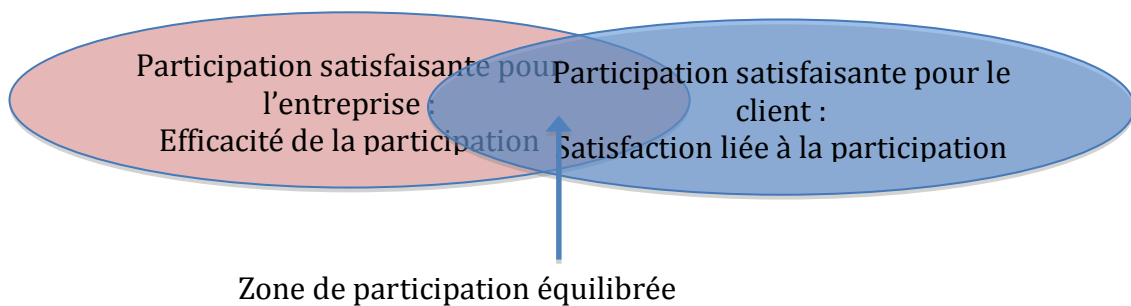 Participation satisfaisante pour
l’entreprise :
Efficacité de la participation
Participation satisfaisante pour le
client :
Satisfaction liée à la participation
Zone de participation équilibrée